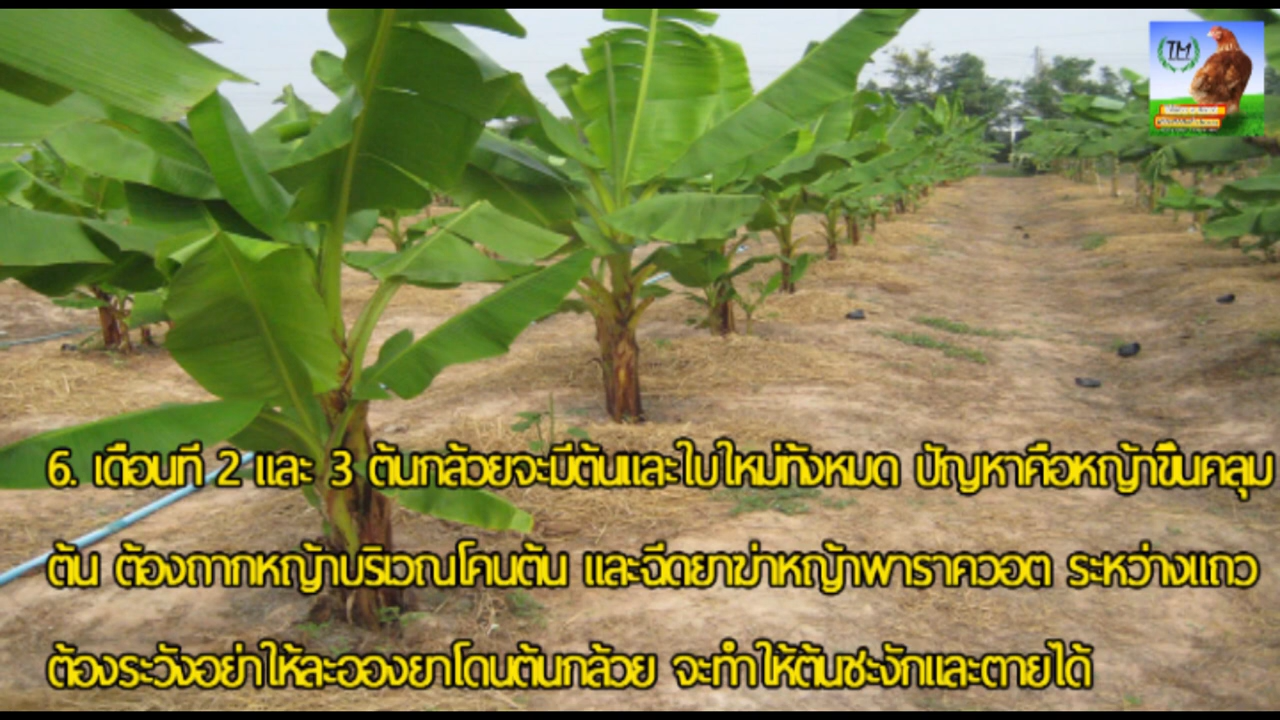 TM
6. เดือนที่ 2 และ 3 ต้นกล้วยจะมีต้นและใบใหม่ทั้งหมด ปัญหาคือหญ้าขึ้นคลุม
ต้น ต้องถากหญ้าบริเวณโคนต้น และฉีดยาฆ่าหญ้าพาราควอต ระหว่างแถว
ต้องระวังอย่าให้ละอองยาโดนต้นกล้วย จะทำให้ต้นชะงักและตายได้